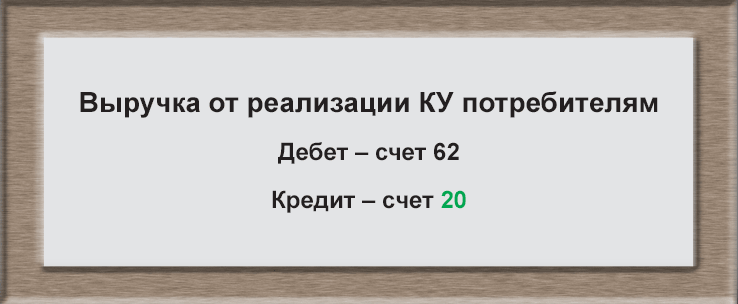 Выручка от реализации КУ потребителям
Дебет – счет 62
Кредит – счет 20